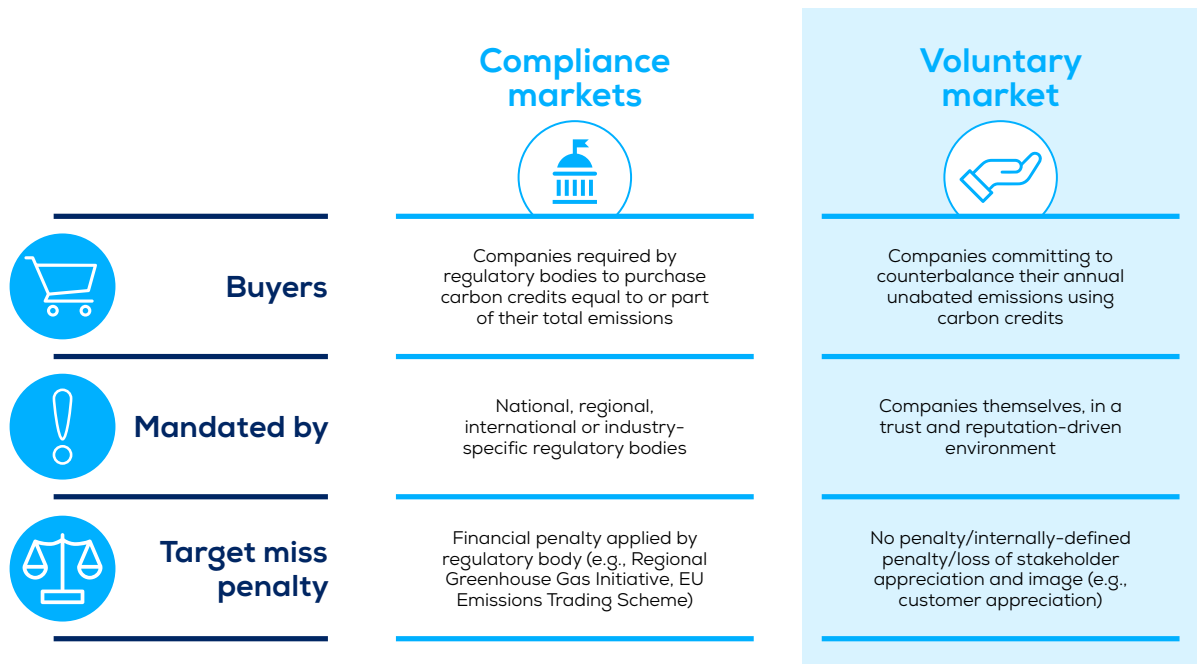 Compliance
markets
Voluntary
market
Buyers
Companies required by
regulatory bodies to purchase
carbon credits equal to or part
of their total emissions
Companies committing to
counterbalance their annual
unabated emissions using
carbon credits
Mandated by
National, regional,
international or industry-
specific regulatory bodies
Companies themselves, in a
trust and reputation-driven
environment
Target miss
penalty
Financial penalty applied by
regulatory body (e.g., Regional
Greenhouse Gas Initiative, EU
Emissions Trading Scheme)
No penalty/internally-defined
penalty/loss of stakeholder
appreciation and image (e.g.,
customer appreciation)